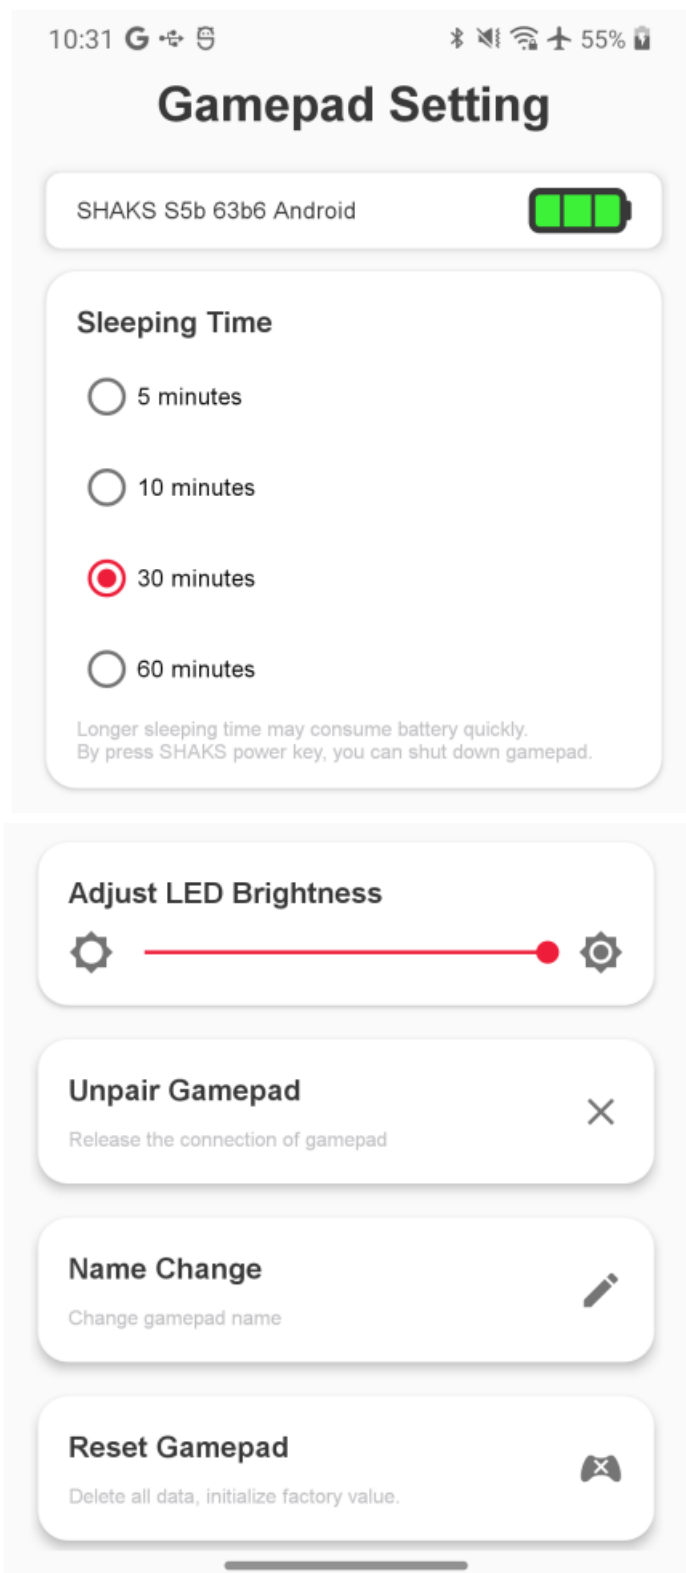 10:31
55%
Gamepad Setting
SHAKS S5b 63b6 Android
Sleeping Time
5 minutes
10 minutes
30 minutes
60 minutes
Longer sleeping time may consume battery quickly.
By press SHAKS power key, you can shut down gamepad.
Adjust LED Brightness
Unpair Gamepad
Release the connection of gamepad
Name Change
Change gamepad name
Reset Gamepad
Delete all data, initialize factory value.